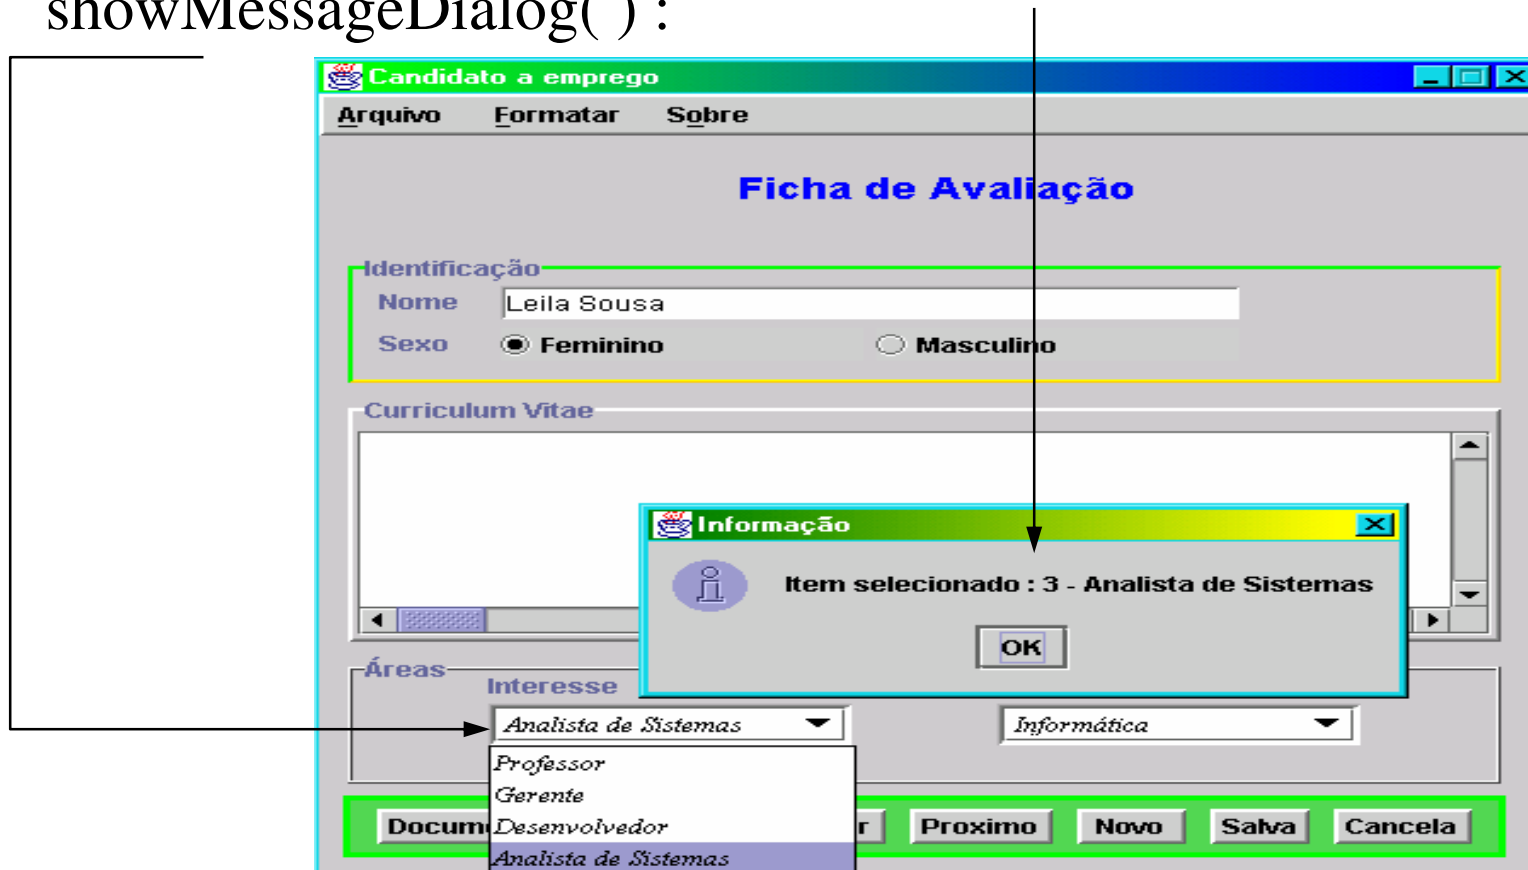 showMessageDialog( ) :
Candidato a emprego
Arquivo Formatar Sobre
Ficha de Avaliação
Identificação
Nome Leila Sousa
Sexo Feminino Masculino
Curriculum Vitae
Informação
Item selecionado : 3 - Analista de Sistemas
OK
Áreas
Interesse
Analista de Sistemas Informática
Professor
Gerente
Desenvolvedor
Analista de Sistemas
Proximo Novo Salva Cancela